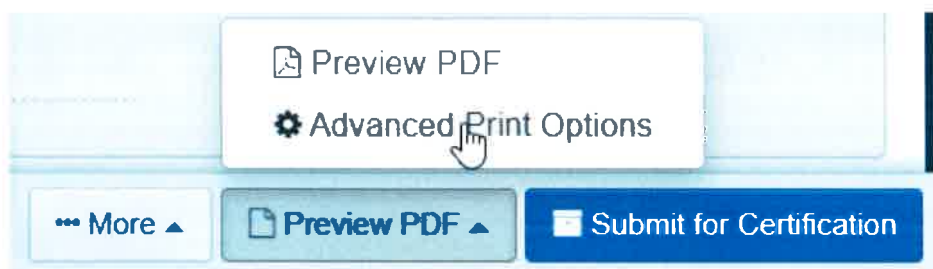 Preview PDF
Advanced Print Options
More
Preview PDF
Submit for Certification